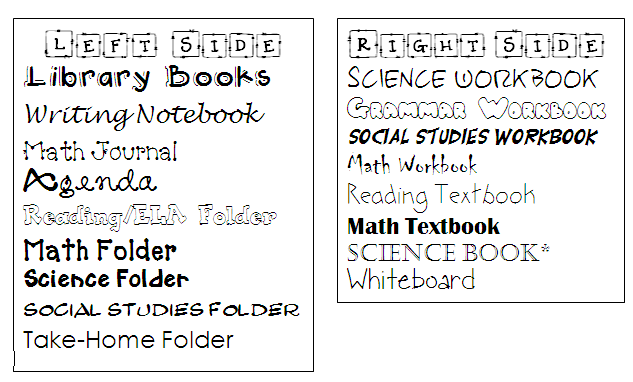 LEFT SIDE
Library Books
Writing Notebook
Math Journal
Agenda
Reading/ELA Folder
Math Folder
Science Folder
SOCIAL STUDIES FOLDER
Take-Home Folder
RIGHT SIDE
SCIENCE WORKBOOK
GRAMMAR WORKBOOK
SOCIAL STUDIES WORKBOOK
Math Workbook
Reading Textbook
Math Textbook
SCIENCE BOOK*
Whiteboard